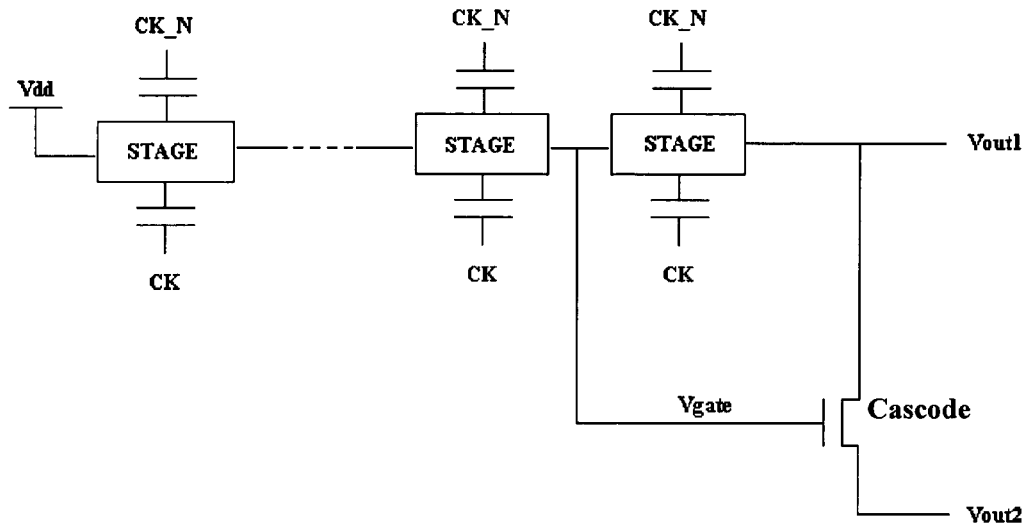 CK_N CK_N CK_N
Vdd
STAGE STAGE STAGE Vout1
CK CK CK
Vgate Cascode
Vout2